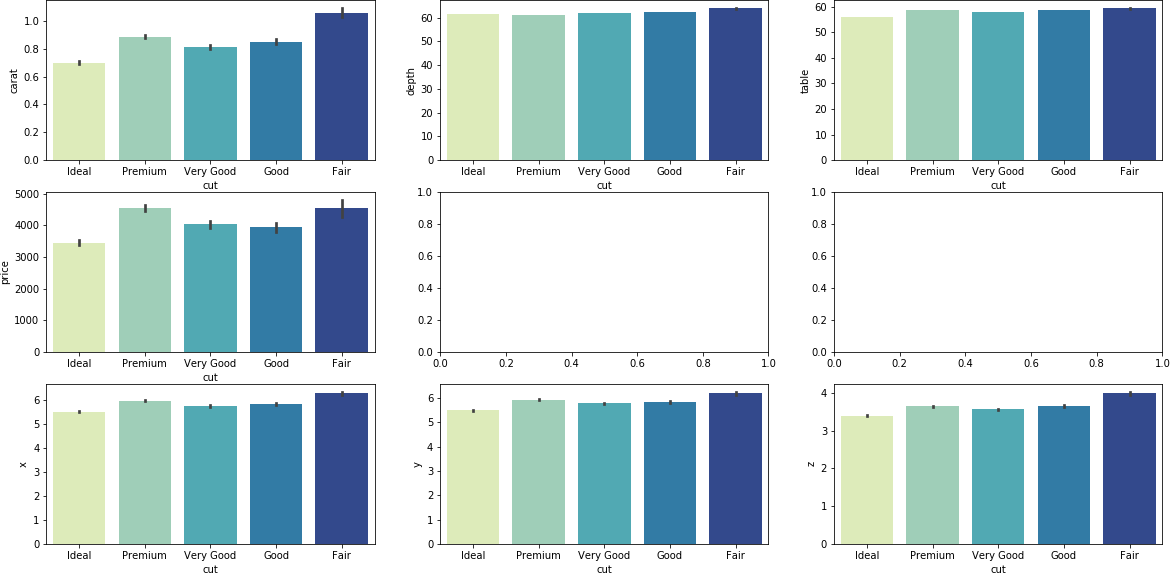 carat
1.0
0.8
0.6
0.4
0.2
0.0
Ideal Premium Very Good Good Fair
cut
depth
60
50
40
30
20
10
0
Ideal Premium Very Good Good Fair
cut
table
60
50
40
30
20
10
0
Ideal Premium Very Good Good Fair
cut
price
5000
4000
3000
2000
1000
0
Ideal Premium Very Good Good Fair
cut
1.0
0.8
0.6
0.4
0.2
0.0
0.0 0.2 0.4 0.6 0.8 1.0
1.0
0.8
0.6
0.4
0.2
0.0
0.0 0.2 0.4 0.6 0.8 1.0
x
6
5
4
3
2
1
0
Ideal Premium Very Good Good Fair
cut
y
6
5
4
3
2
1
0
Ideal Premium Very Good Good Fair
cut
z
4
3
2
1
0
Ideal Premium Very Good Good Fair
cut